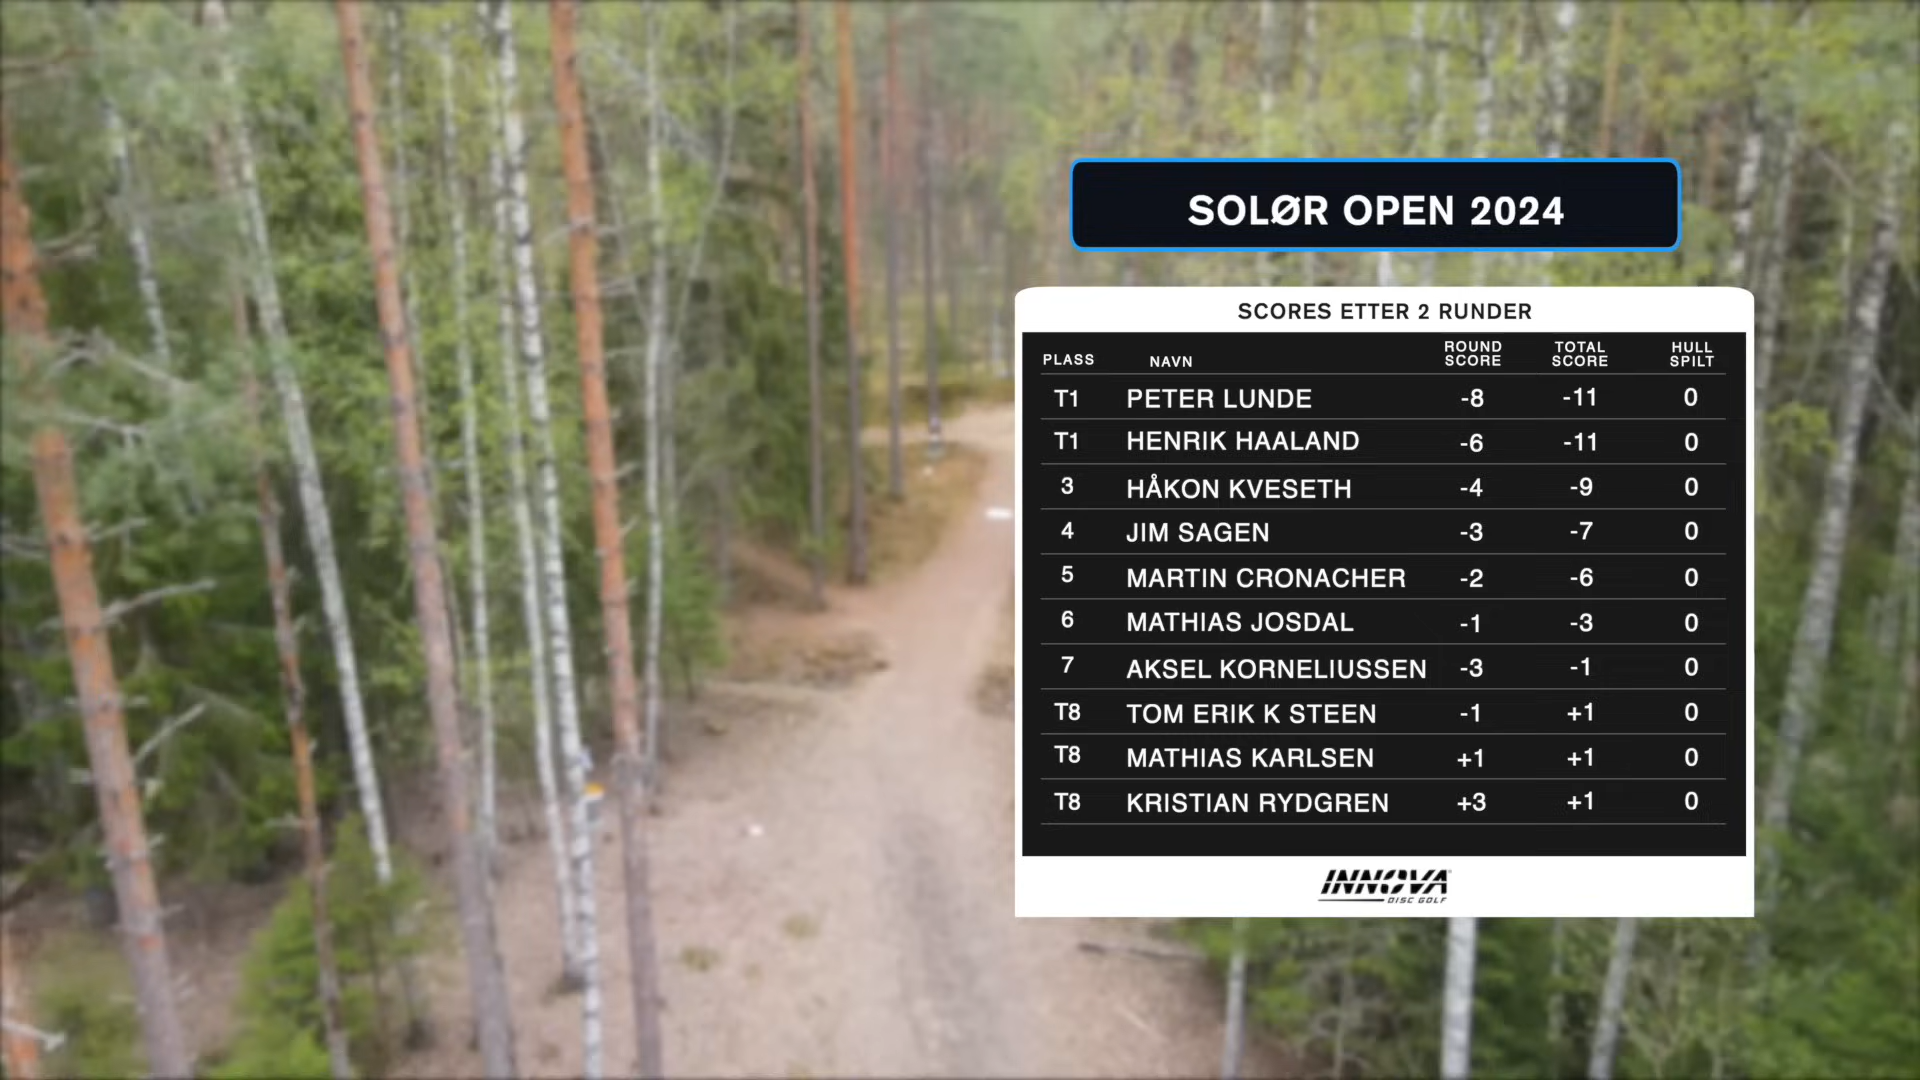 SOLØR OPEN 2024
SCORES ETTER 2 RUNDER
PLASS NAVN ROUND SCORE TOTAL SCORE HULL SPILT
T1 PETER LUNDE -8 -11 0
T1 HENRIK HAALAND -6 -11 0
3 HÅKON KVESETH -4 -9 0
4 JIM SAGEN -3 -7 0
5 MARTIN CRONACHER -2 -6 0
6 MATHIAS JOSDAL -1 -3 0
7 AKSEL KORNELIUSSEN -3 -1 0
T8 TOM ERIK K STEEN -1 +1 0
T8 MATHIAS KARLSEN +1 +1 0
T8 KRISTIAN RYDGREN +3 +1 0
INNOVA
DISC GOLF